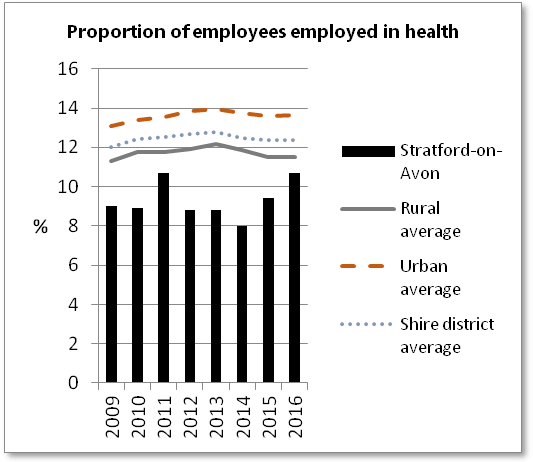 Proportion of employees employed in health
16
14
12
10
8
6
4
2
0
%
2009
2010
2011
2012
2013
2014
2015
2016
Stratford-on-
Avon
Rural
average
Urban
average
Shire district
average